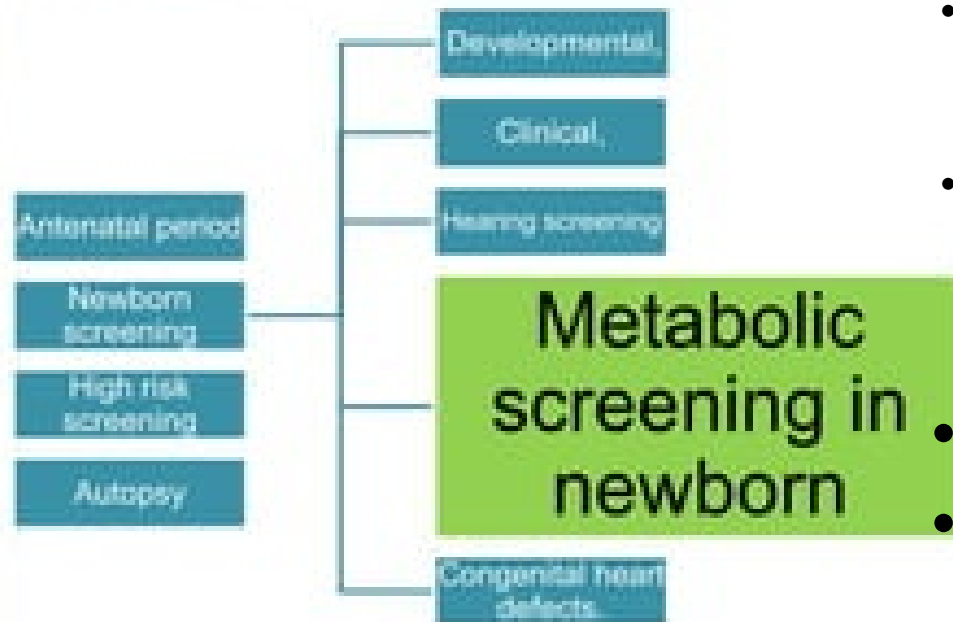 Antenatal period
Newborn
screening
High risk
screening
Autopsy
Developmental,
Clinical,
Hearing screening
Metabolic
screening in
newborn
Congenital heart
defects.